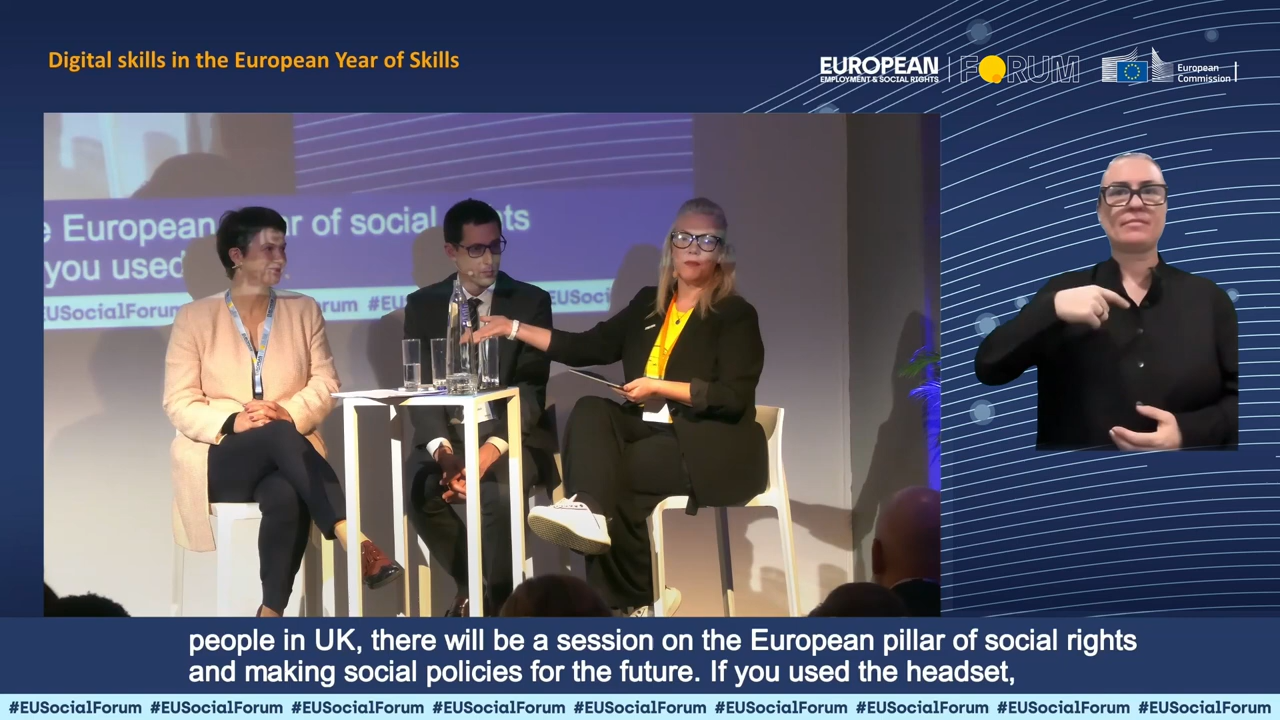 Digital skills in the European Year of Skills
EUROPEAN
EMPLOYMENT & SOCIAL RIGHTS
FORUM
European
Commission
European pillar of social rights
you used
EUSocialForum
people in UK, there will be a session on the European pillar of social rights
and making social policies for the future. If you used the headset,
#EUSocialForum #EUSocialForum #EUSocialForum #EUSocialForum #EUSocialForum #EUSocialForum #EUSocialForum #EUSocialForum #EUSocialForum